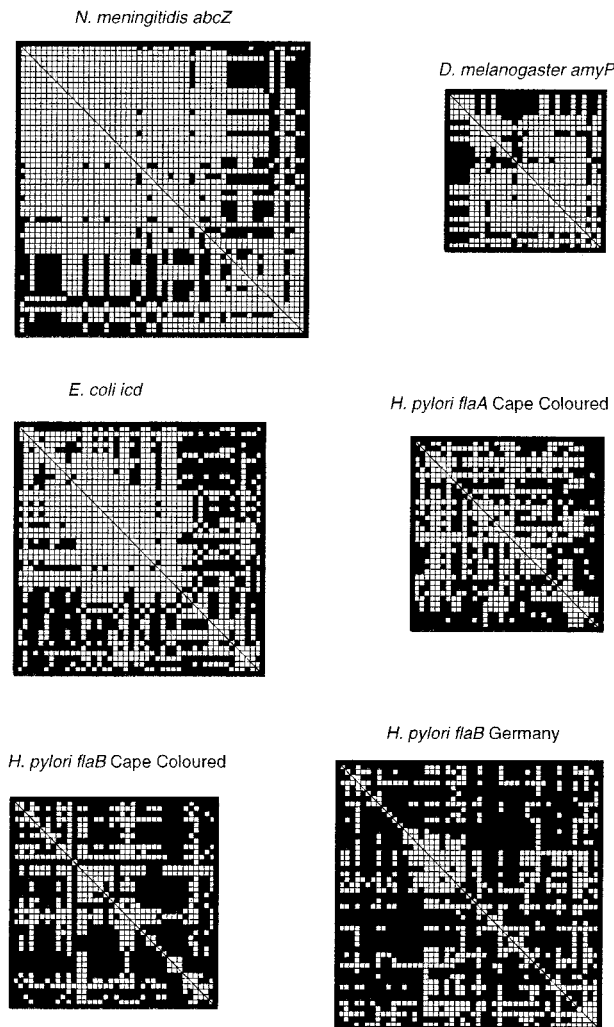 N. meningitidis abcZ
D. melanogaster amyP
E. coli icd
H. pylori flaA Cape Coloured
H. pylori flaB Cape Coloured
H. pylori flaB Germany